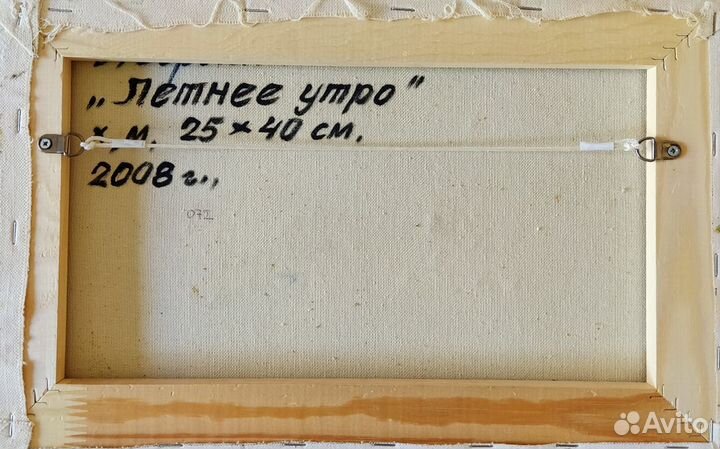 „Летнее утро"
х, м. 25 × 40 см.
2008 г.,
Avito